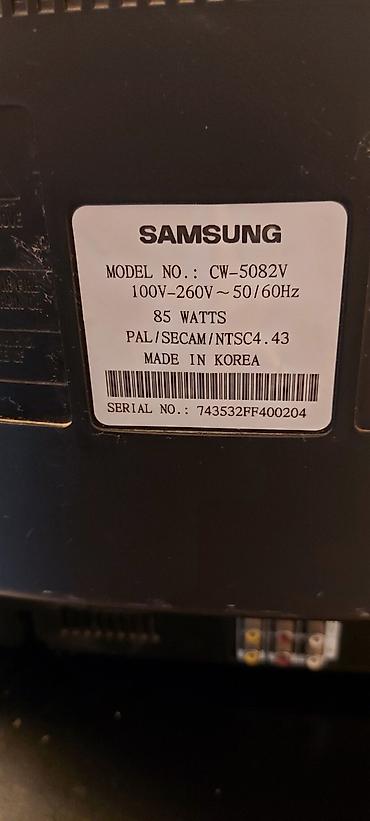 SAMSUNG
MODEL NO.: CW-5082V
100V-260V~50/60Hz
85 WATTS
PAL/SECAM/NTSC4.43
MADE IN KOREA
SERIAL NO.: 743532FF400204